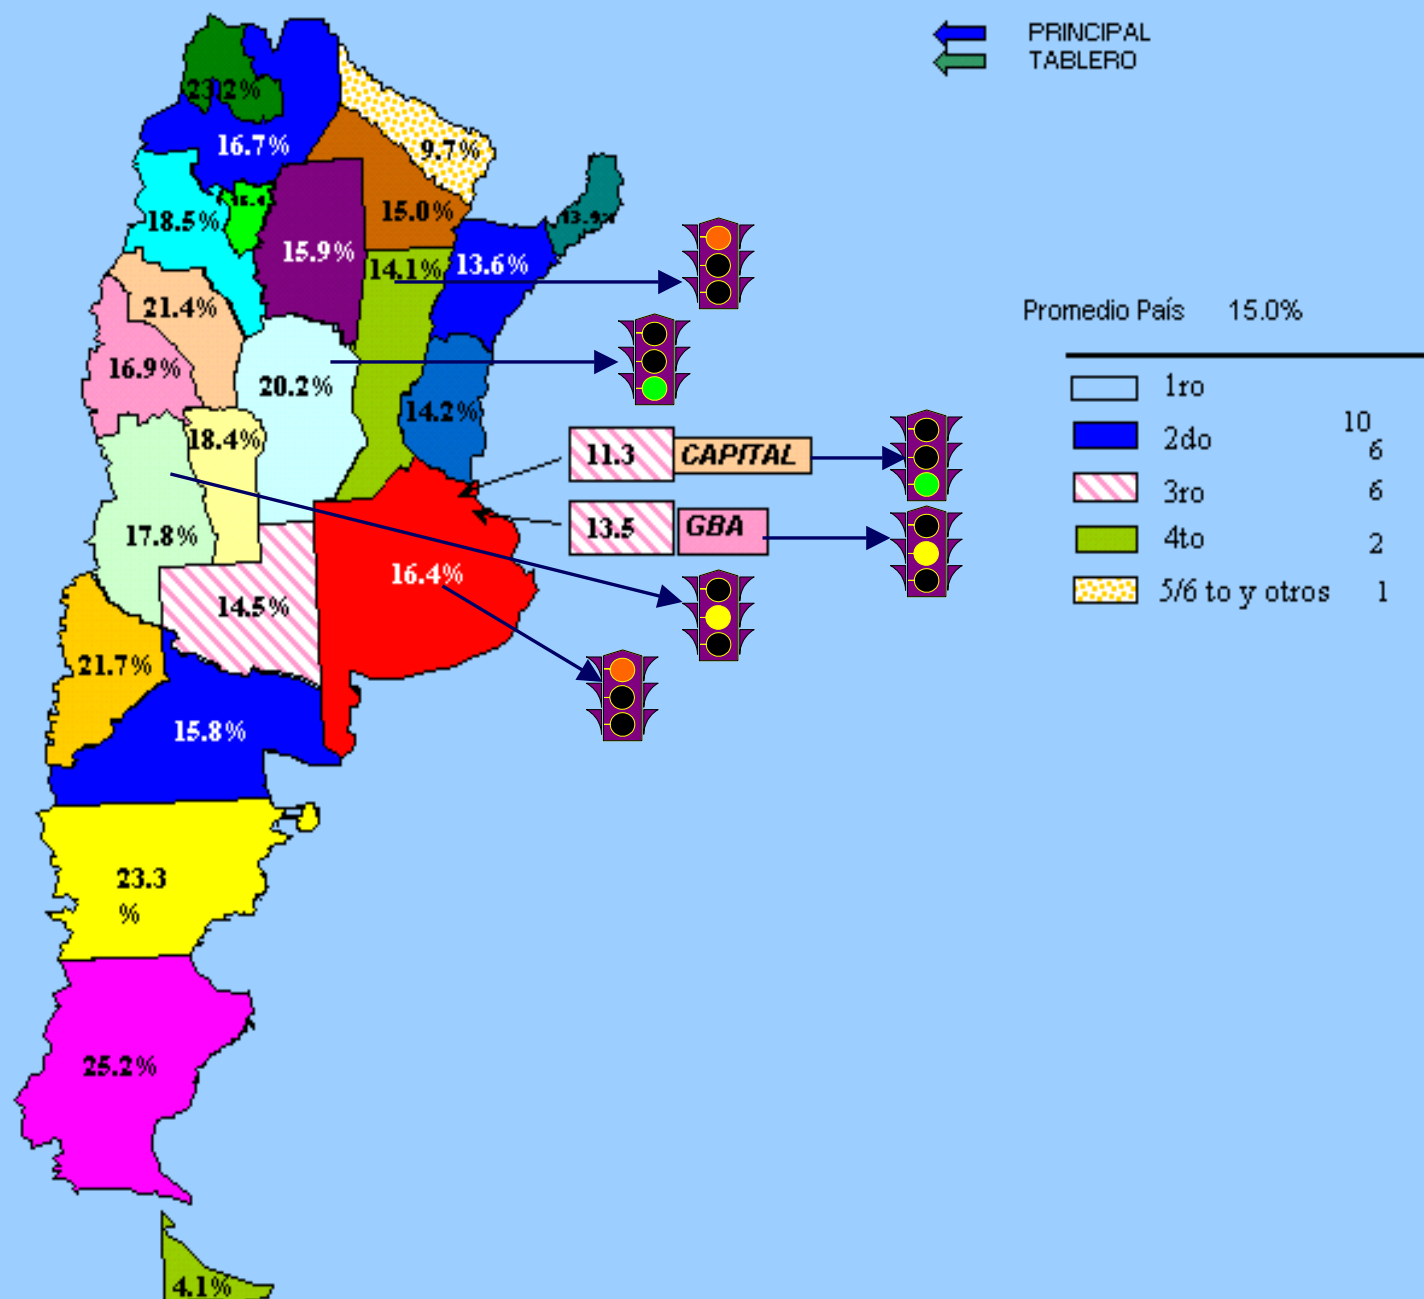 PRINCIPAL
TABLERO
23.2%
16.7%
9.7%
18.5%
15.0%
13.9%
15.9%
14.1%
13.6%
21.4%
Promedio País 15.0%
16.9%
20.2%
1ro
14.2%
18.4%
2do 10
6
11.3 CAPITAL
3ro 6
17.8%
13.5 GBA
4to 2
16.4%
14.5%
5/6 to y otros 1
21.7%
15.8%
23.3
%
25.2%
4.1%